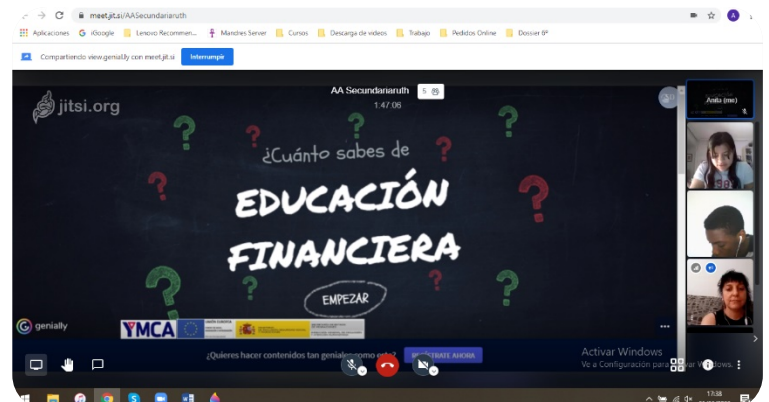 meet.jit.si/AASecundariaruth
Aplicaciones iGoogle Lenovo Recommen... Mandres Server Cursos Descarga de videos Trabajo Pedidos Online Dossier 6º
Compartiendo view.genial.ly con meet.jit.si Interrumpir
jitsi.org
AA Secundariaruth 5
1:47:06
Anita (me)
¿Cuánto sabes de
EDUCACIÓN
FINANCIERA
EMPEZAR
genially
YMCA
¿Quieres hacer contenidos tan geniales como este? REGÍSTRATE AHORA
Activar Windows
Ve a Configuración para activar Windows.
17:38